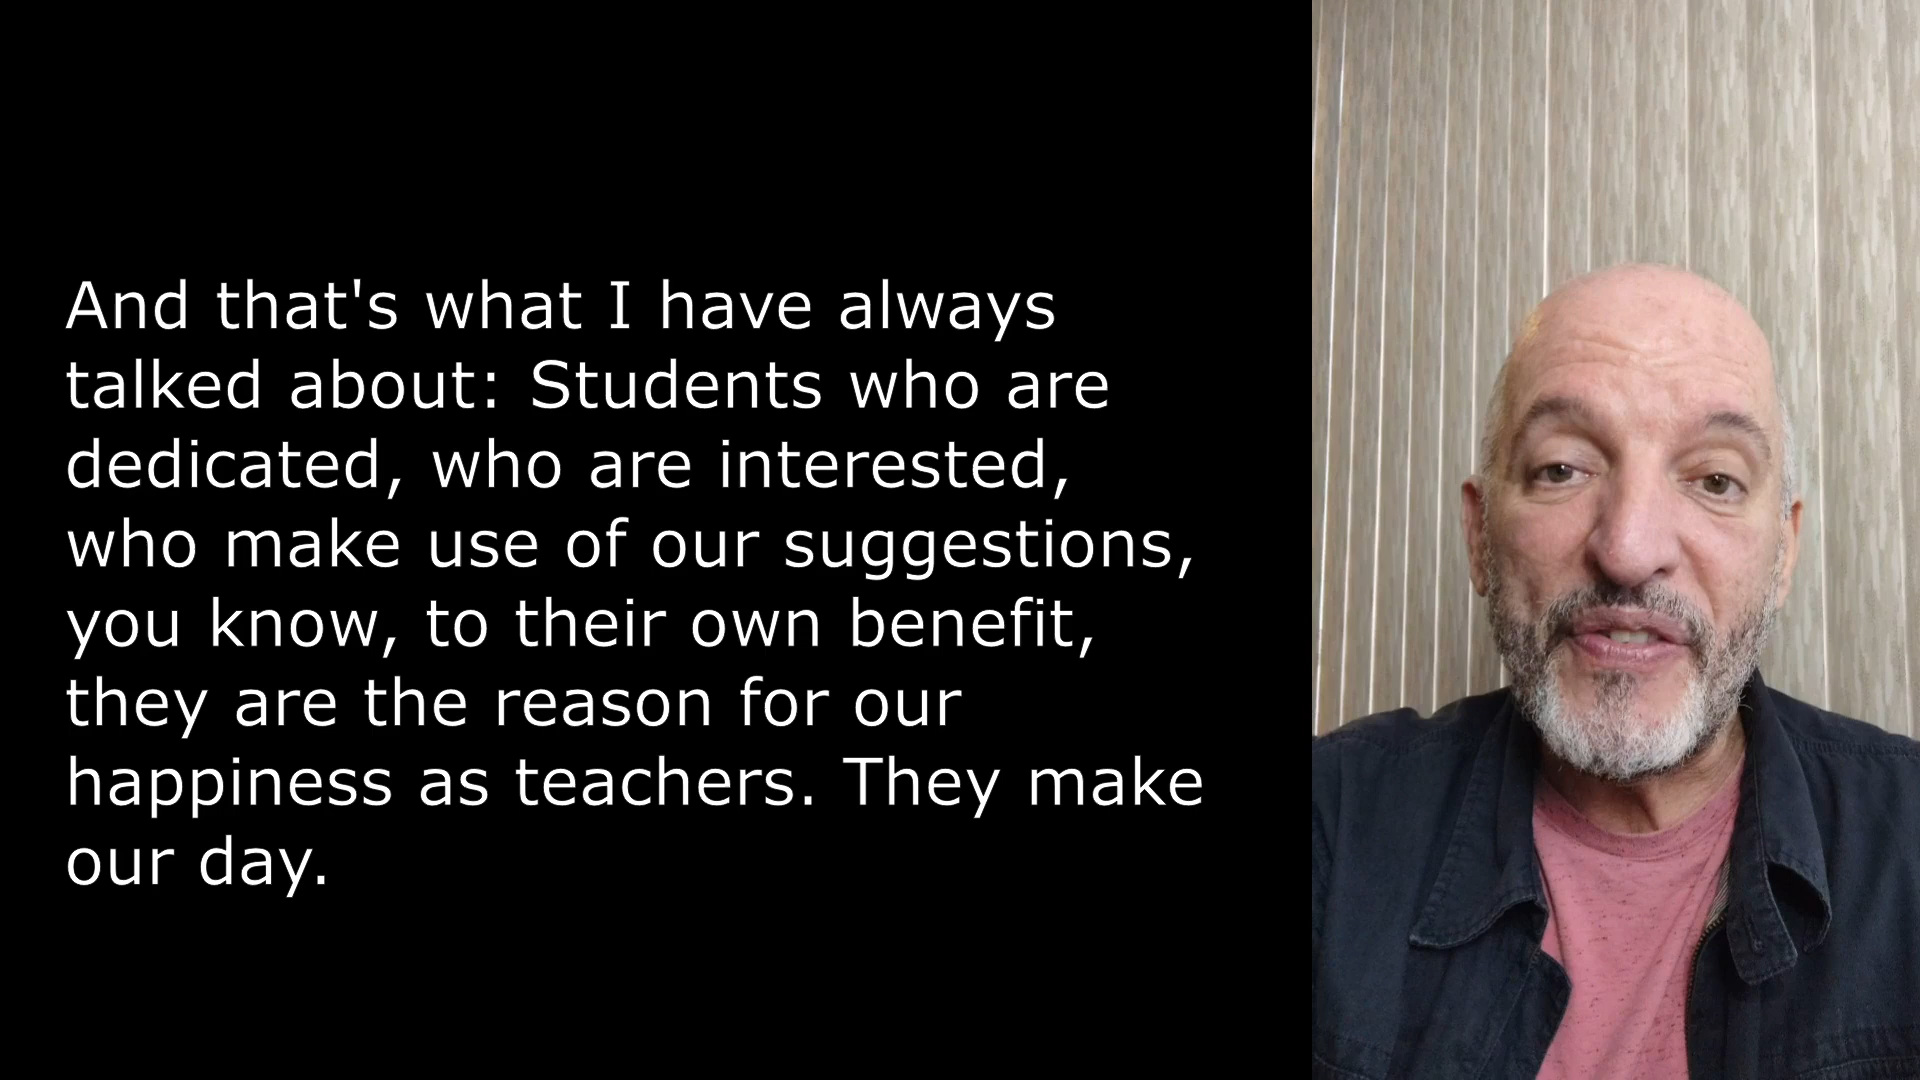 And that's what I have always
talked about: Students who are
dedicated, who are interested,
who make use of our suggestions,
you know, to their own benefit,
they are the reason for our
happiness as teachers. They make
our day.